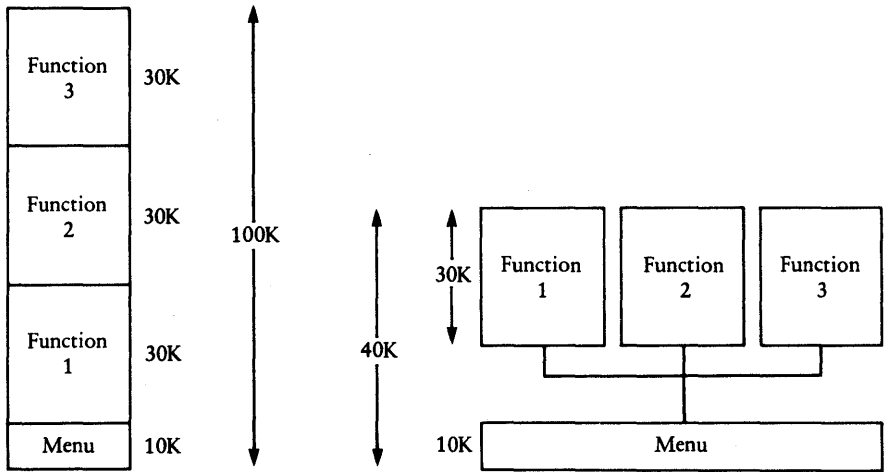 Function
3
30K
Function
2
30K
100K
Function
1
30K
Menu
10K
40K
30K
Function
1
Function
2
Function
3
10K
Menu